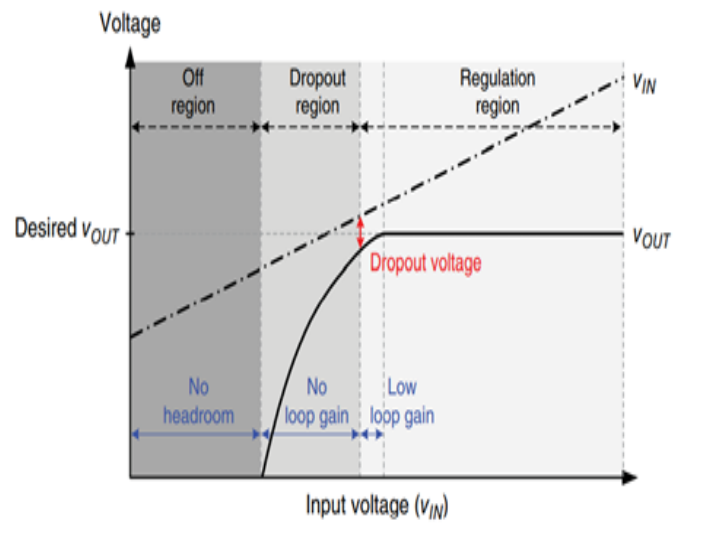 Voltage
Off
region
Dropout
region
Regulation
region
vIN
Desired vOUT
vOUT
Dropout voltage
No
headroom
No
loop gain
Low
loop gain
Input voltage (vIN)